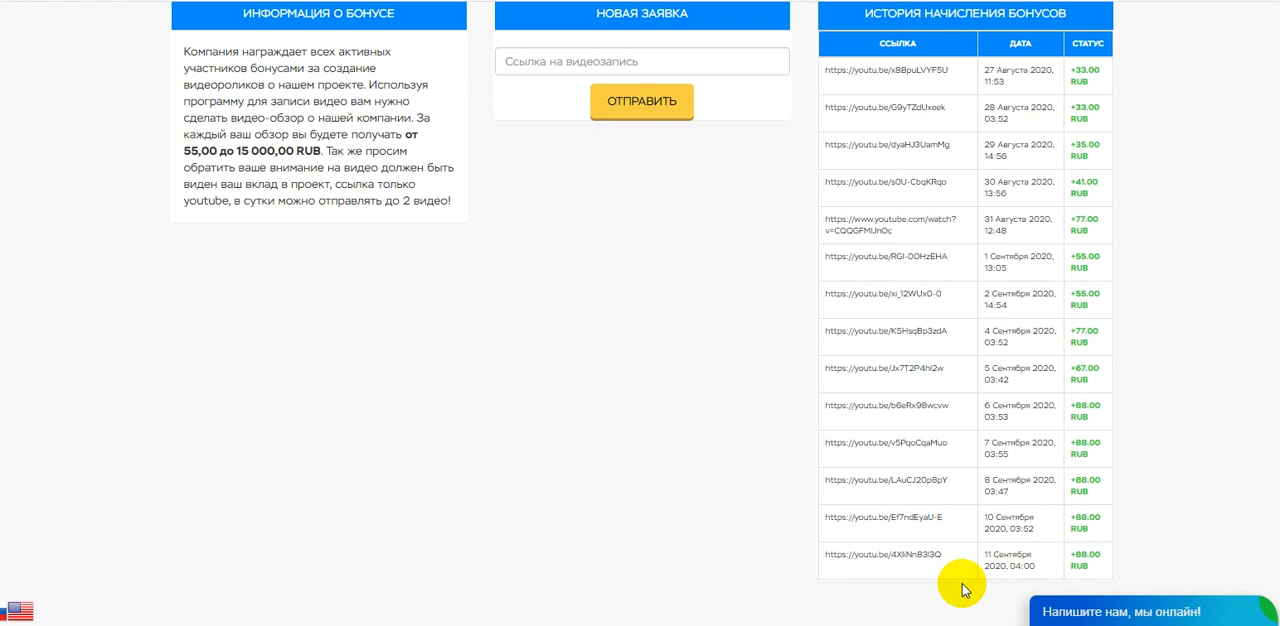 ИНФОРМАЦИЯ О БОНУСЕ
Компания награждает всех активных
участников бонусами за создание
видеороликов о нашем проекте. Используя
программу для записи видео вам нужно
сделать видео-обзор о нашей компании. За
каждый ваш обзор вы будете получать от
55,00 до 15 000,00 RUB. Так же просим
обратить ваше внимание на видео должен быть
виден ваш вклад в проект, ссылка только
youtube, в сутки можно отправлять до 2 видео!
НОВАЯ ЗАЯВКА
Ссылка на видеозапись
ОТПРАВИТЬ
ИСТОРИЯ НАЧИСЛЕНИЯ БОНУСОВ
ССЫЛКА ДАТА СТАТУС
https://youtu.be/x8BpuLVYF5U 27 Августа 2020, +33.00
11:53 RUB
https://youtu.be/G9yTZdUxeek 28 Августа 2020, +33.00
03:52 RUB
https://youtu.be/dyaHJ3UamMg 29 Августа 2020, +35.00
14:56 RUB
https://youtu.be/s0U-CbqKRqo 30 Августа 2020, +41.00
13:56 RUB
https://www.youtube.com/watch? 31 Августа 2020, +77.00
v=CQQGFMIJnOc 12:48 RUB
https://youtu.be/RGI-0OHzEHA 1 Сентября 2020, +55.00
13:05 RUB
https://youtu.be/xi_12WUx0-0 2 Сентября 2020, +55.00
14:54 RUB
https://youtu.be/K5HsqBp3zdA 4 Сентября 2020, +77.00
03:52 RUB
https://youtu.be/Jx7T2P4hI2w 5 Сентября 2020, +67.00
03:42 RUB
https://youtu.be/b6eRx98wcvw 6 Сентября 2020, +88.00
03:53 RUB
https://youtu.be/v5PqoCqaMuo 7 Сентября 2020, +88.00
03:55 RUB
https://youtu.be/LAuCJ20p8pY 8 Сентября 2020, +88.00
03:47 RUB
https://youtu.be/Ef7ndEyaU-E 10 Сентября +88.00
2020, 03:52 RUB
https://youtu.be/4XIiNnB3l3Q 11 Сентября +88.00
2020, 04:00 RUB
Напишите нам, мы онлайн!